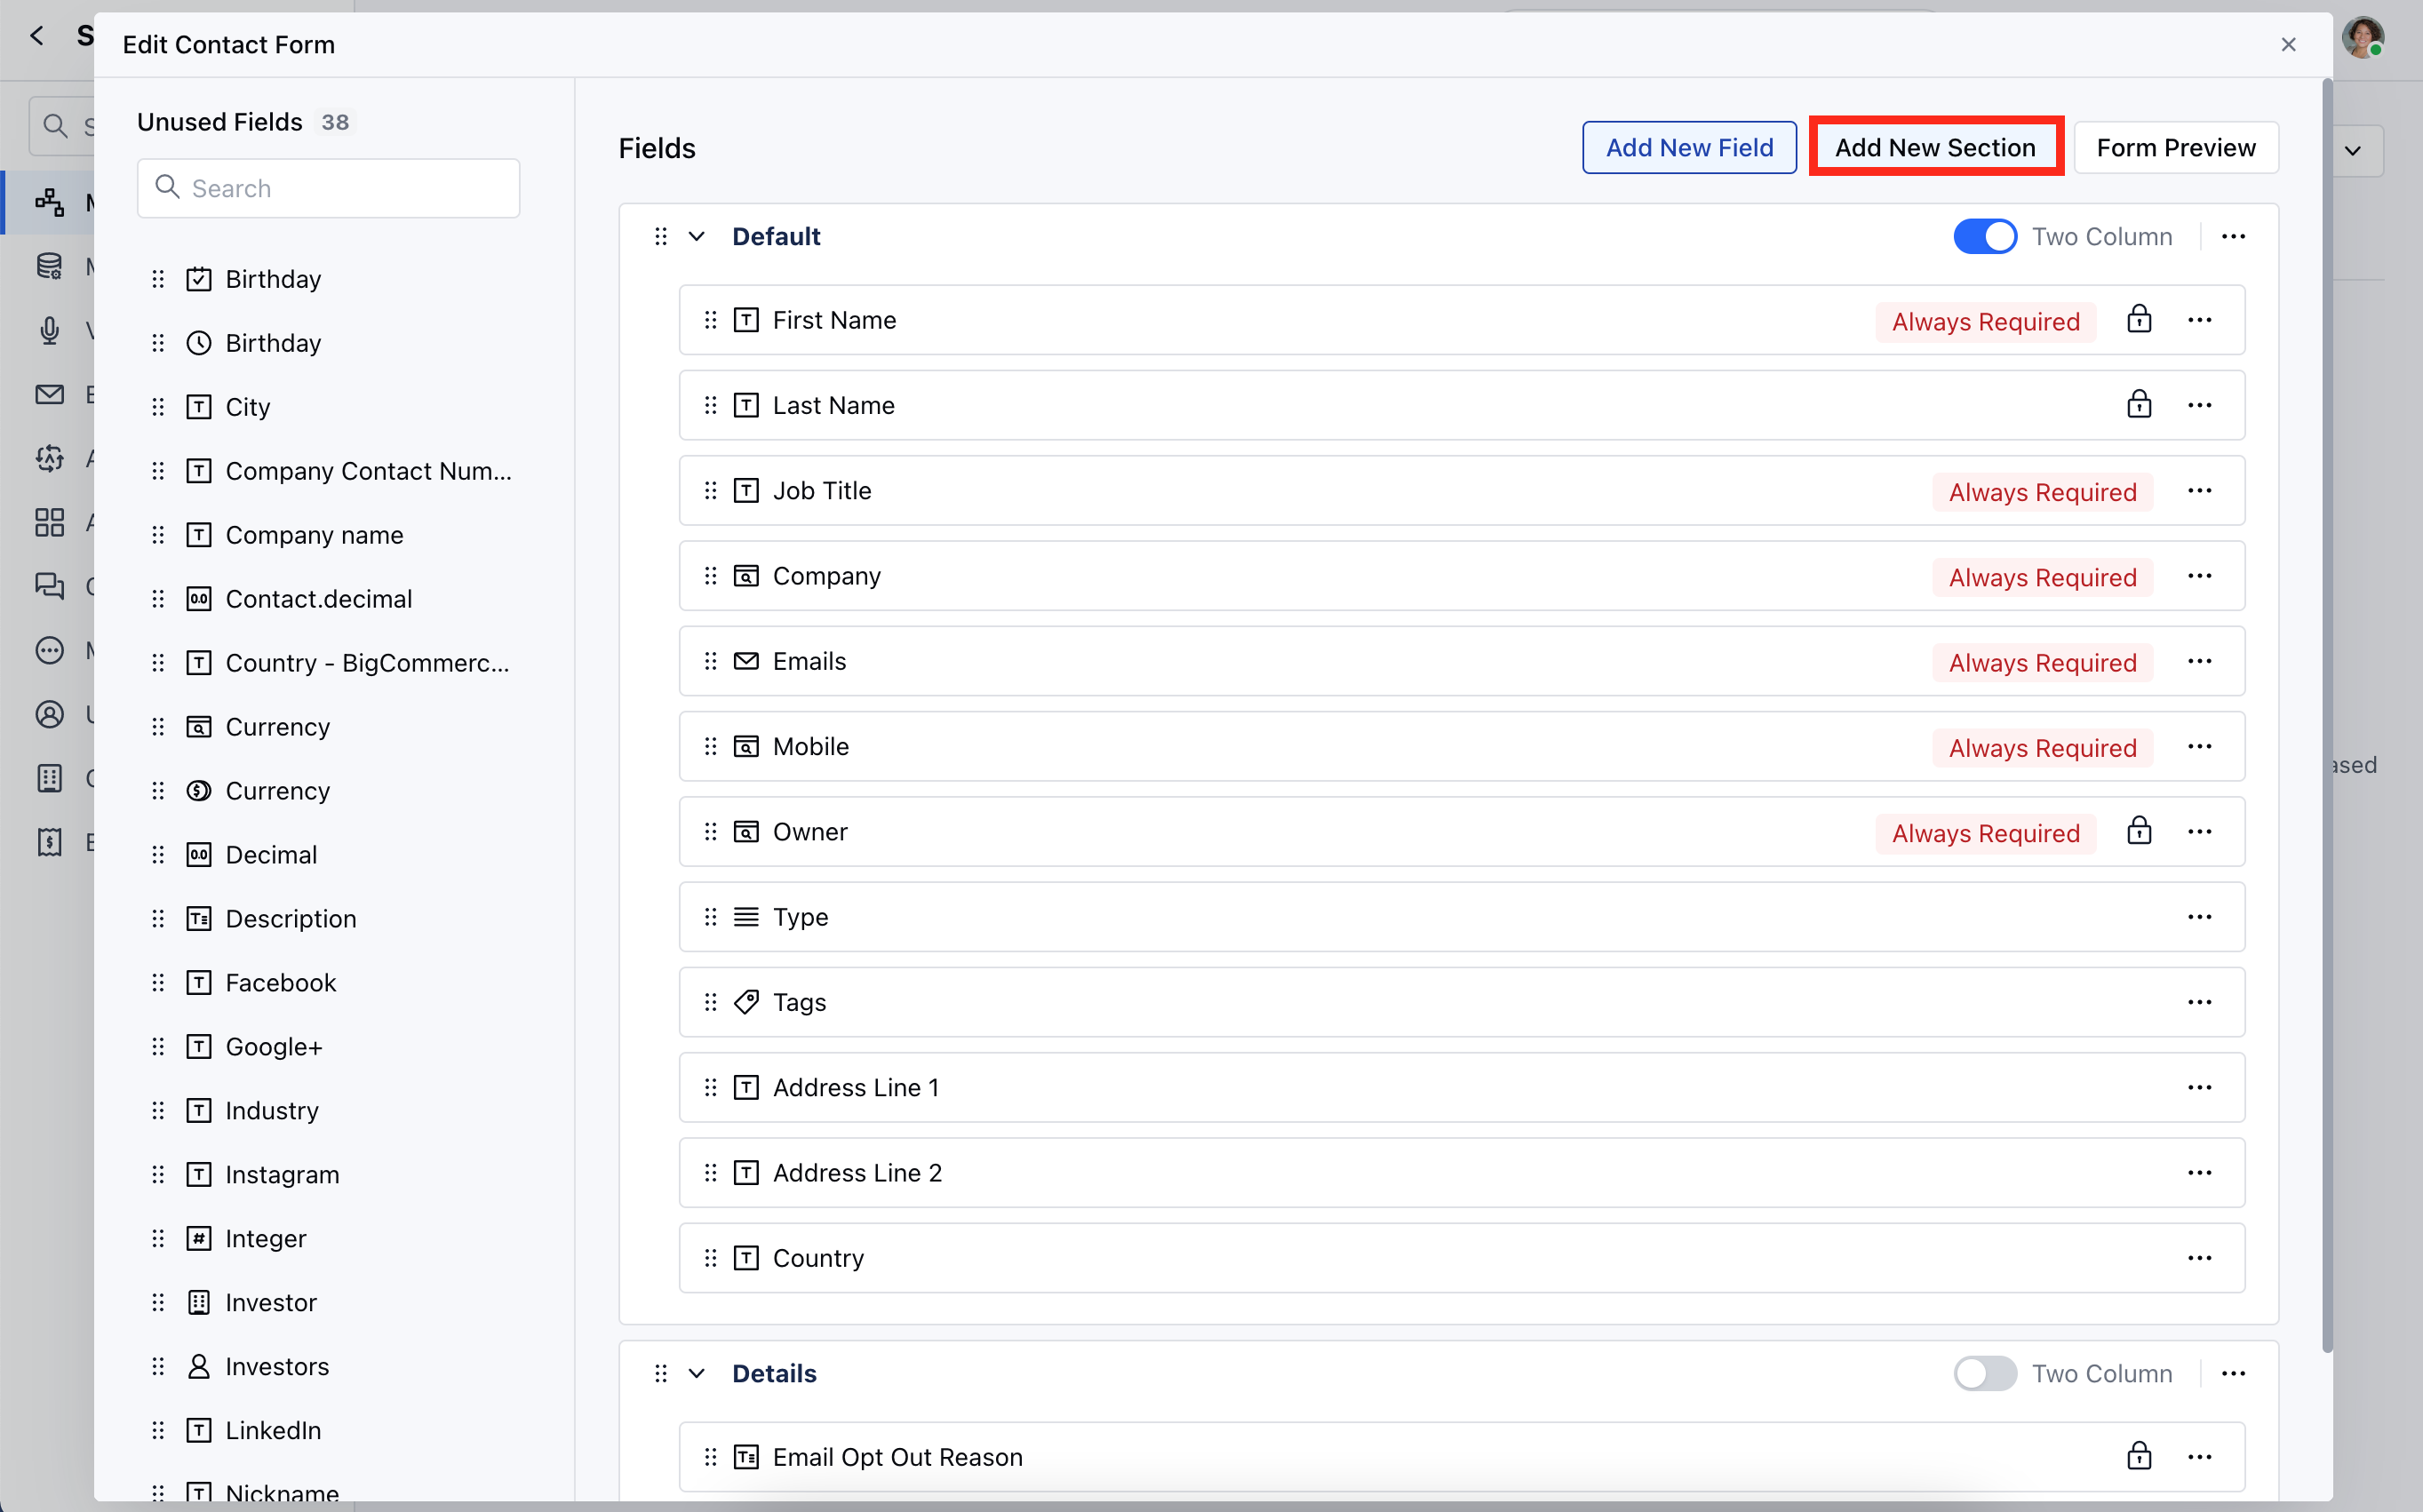 Edit Contact Form
Unused Fields 38
Search
Birthday
Birthday
City
Company Contact Num...
Company name
Contact.decimal
Country - BigCommerc...
Currency
Currency
Decimal
Description
Facebook
Google+
Industry
Instagram
Integer
Investor
Investors
LinkedIn
Nickname
Fields
Add New Field
Add New Section
Form Preview
Default
Two Column
First Name
Always Required
Last Name
Job Title
Always Required
Company
Always Required
Emails
Always Required
Mobile
Always Required
Owner
Always Required
Type
Tags
Address Line 1
Address Line 2
Country
Details
Two Column
Email Opt Out Reason